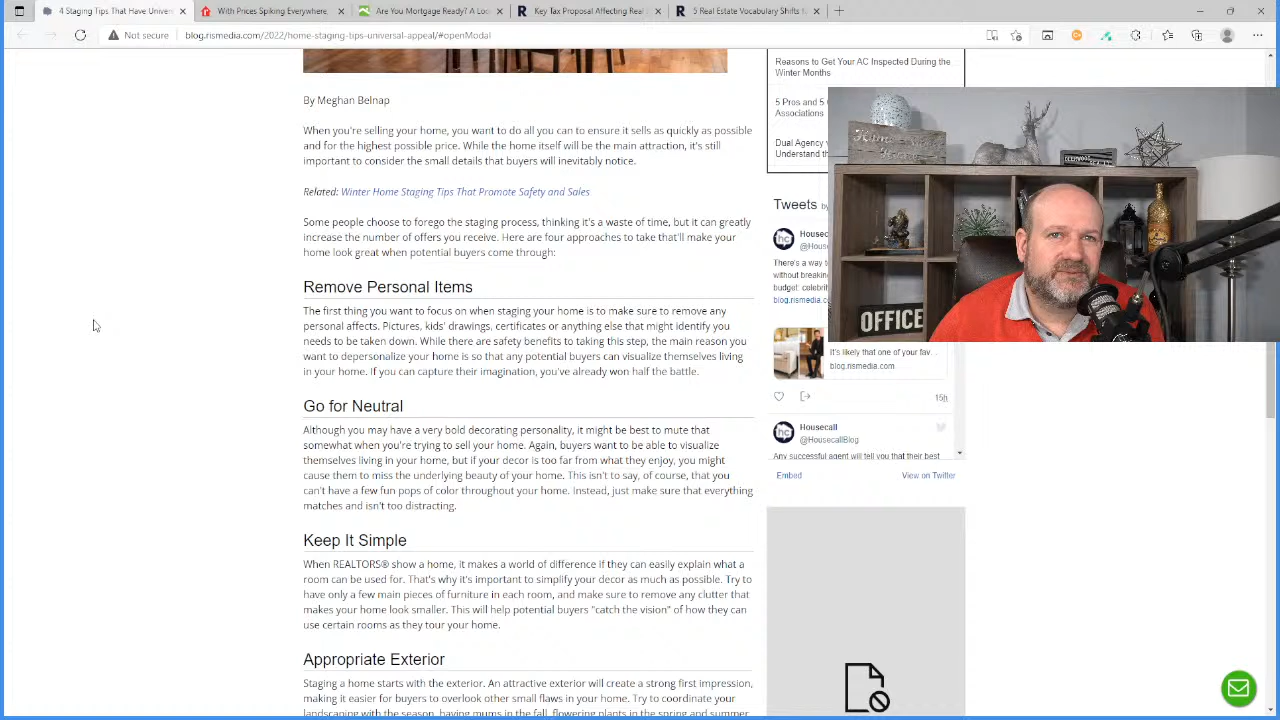 4 Staging Tips That Have Univer
With Prices Spiking Everywhere,
Are You Mortgage Ready? A Loo
Key Tax Proposal Affecting Real
5 Real Estate Vocabulary Shifts N
Not secure
blog.rismedia.com/2022/home-staging-tips-universal-appeal/#openModal
By Meghan Belnap
When you're selling your home, you want to do all you can to ensure it sells as quickly as possible
and for the highest possible price. While the home itself will be the main attraction, it's still
important to consider the small details that buyers will inevitably notice.
Related: Winter Home Staging Tips That Promote Safety and Sales
Some people choose to forego the staging process, thinking it's a waste of time, but it can greatly
increase the number of offers you receive. Here are four approaches to take that'll make your
home look great when potential buyers come through:
Remove Personal Items
The first thing you want to focus on when staging your home is to make sure to remove any
personal affects. Pictures, kids' drawings, certificates or anything else that might identify you
needs to be taken down. While there are safety benefits to taking this step, the main reason you
want to depersonalize your home is so that any potential buyers can visualize themselves living
in your home. If you can capture their imagination, you've already won half the battle.
Go for Neutral
Although you may have a very bold decorating personality, it might be best to mute that
somewhat when you're trying to sell your home. Again, buyers want to be able to visualize
themselves living in your home, but if your decor is too far from what they enjoy, you might
cause them to miss the underlying beauty of your home. This isn't to say, of course, that you
can't have a few fun pops of color throughout your home. Instead, just make sure that everything
matches and isn't too distracting.
Keep It Simple
When REALTORS® show a home, it makes a world of difference if they can easily explain what a
room can be used for. That's why it's important to simplify your decor as much as possible. Try to
have only a few main pieces of furniture in each room, and make sure to remove any clutter that
makes your home look smaller. This will help potential buyers "catch the vision" of how they can
use certain rooms as they tour your home.
Appropriate Exterior
Staging a home starts with the exterior. An attractive exterior will create a strong first impression,
making it easier for buyers to overlook other small flaws in your home. Try to coordinate your
landscaping with the season, having mums in the fall, flowering plants in the spring and summer
Reasons to Get Your AC Inspected During the
Winter Months
5 Pros and 5
Associations
Dual Agency
Understand th
Tweets by
hc
House
@Hous
There's a way t
without breakin
budget: celebri
blog.rismedia.c
It's likely that one of your fav...
blog.rismedia.com
15h
hc
Housecall
@HousecallBlog
Any successful agent will tell you that their best
Embed
View on Twitter
OFFICE